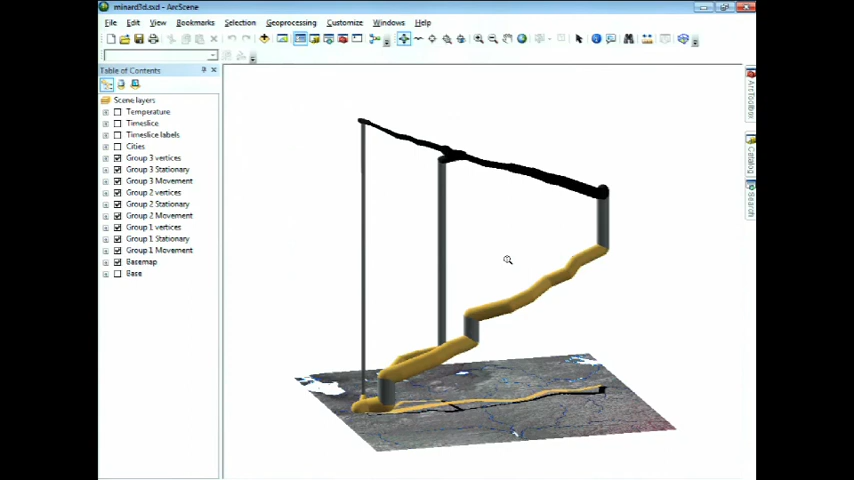 minard3d.sxd - ArcScene
File Edit View Bookmarks Selection Geoprocessing Customize Windows Help
Table of Contents
Scene layers
Temperature
Timeslice
Timeslice labels
Cities
Group 3 vertices
Group 3 Stationary
Group 3 Movement
Group 2 vertices
Group 2 Stationary
Group 2 Movement
Group 1 vertices
Group 1 Stationary
Group 1 Movement
Basemap
Base
ArcToolbox
Catalog
Search